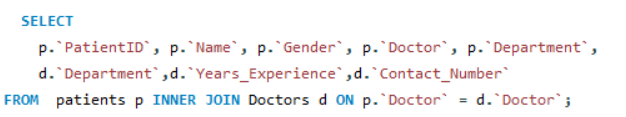 SELECT
p.`PatientID`, p.`Name`, p.`Gender`, p.`Doctor`, p.`Department`,
d.`Department`,d.`Years_Experience`,d.`Contact_Number`
FROM  patients p INNER JOIN Doctors d ON p.`Doctor` = d.`Doctor`;